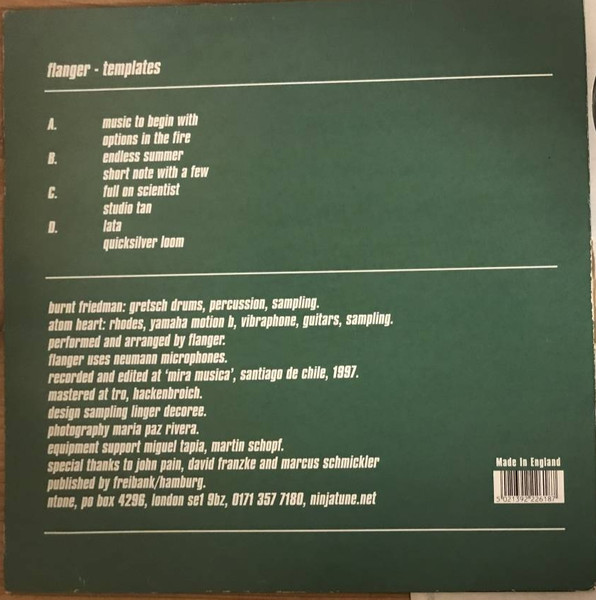 flanger - templates
A. music to begin with
options in the fire
B. endless summer
short note with a few
C. full on scientist
studio tan
D. lata
quicksilver loom
burnt friedman: gretsch drums, percussion, sampling.
atom heart: rhodes, yamaha motion b, vibraphone, guitars, sampling.
performed and arranged by flanger.
flanger uses neumann microphones.
recorded and edited at 'mira musica', santiago de chile, 1997.
mastered at tro, hackenbroich.
design sampling linger decoree.
photography maria paz rivera.
equipment support miguel tapia, martin schopf.
special thanks to john pain, david franzke and marcus schmickler
published by freibank/hamburg.
ntone, po box 4296, london se1 9bz, 0171 357 7180, ninjatune.net
Made In England
5 021392 226187